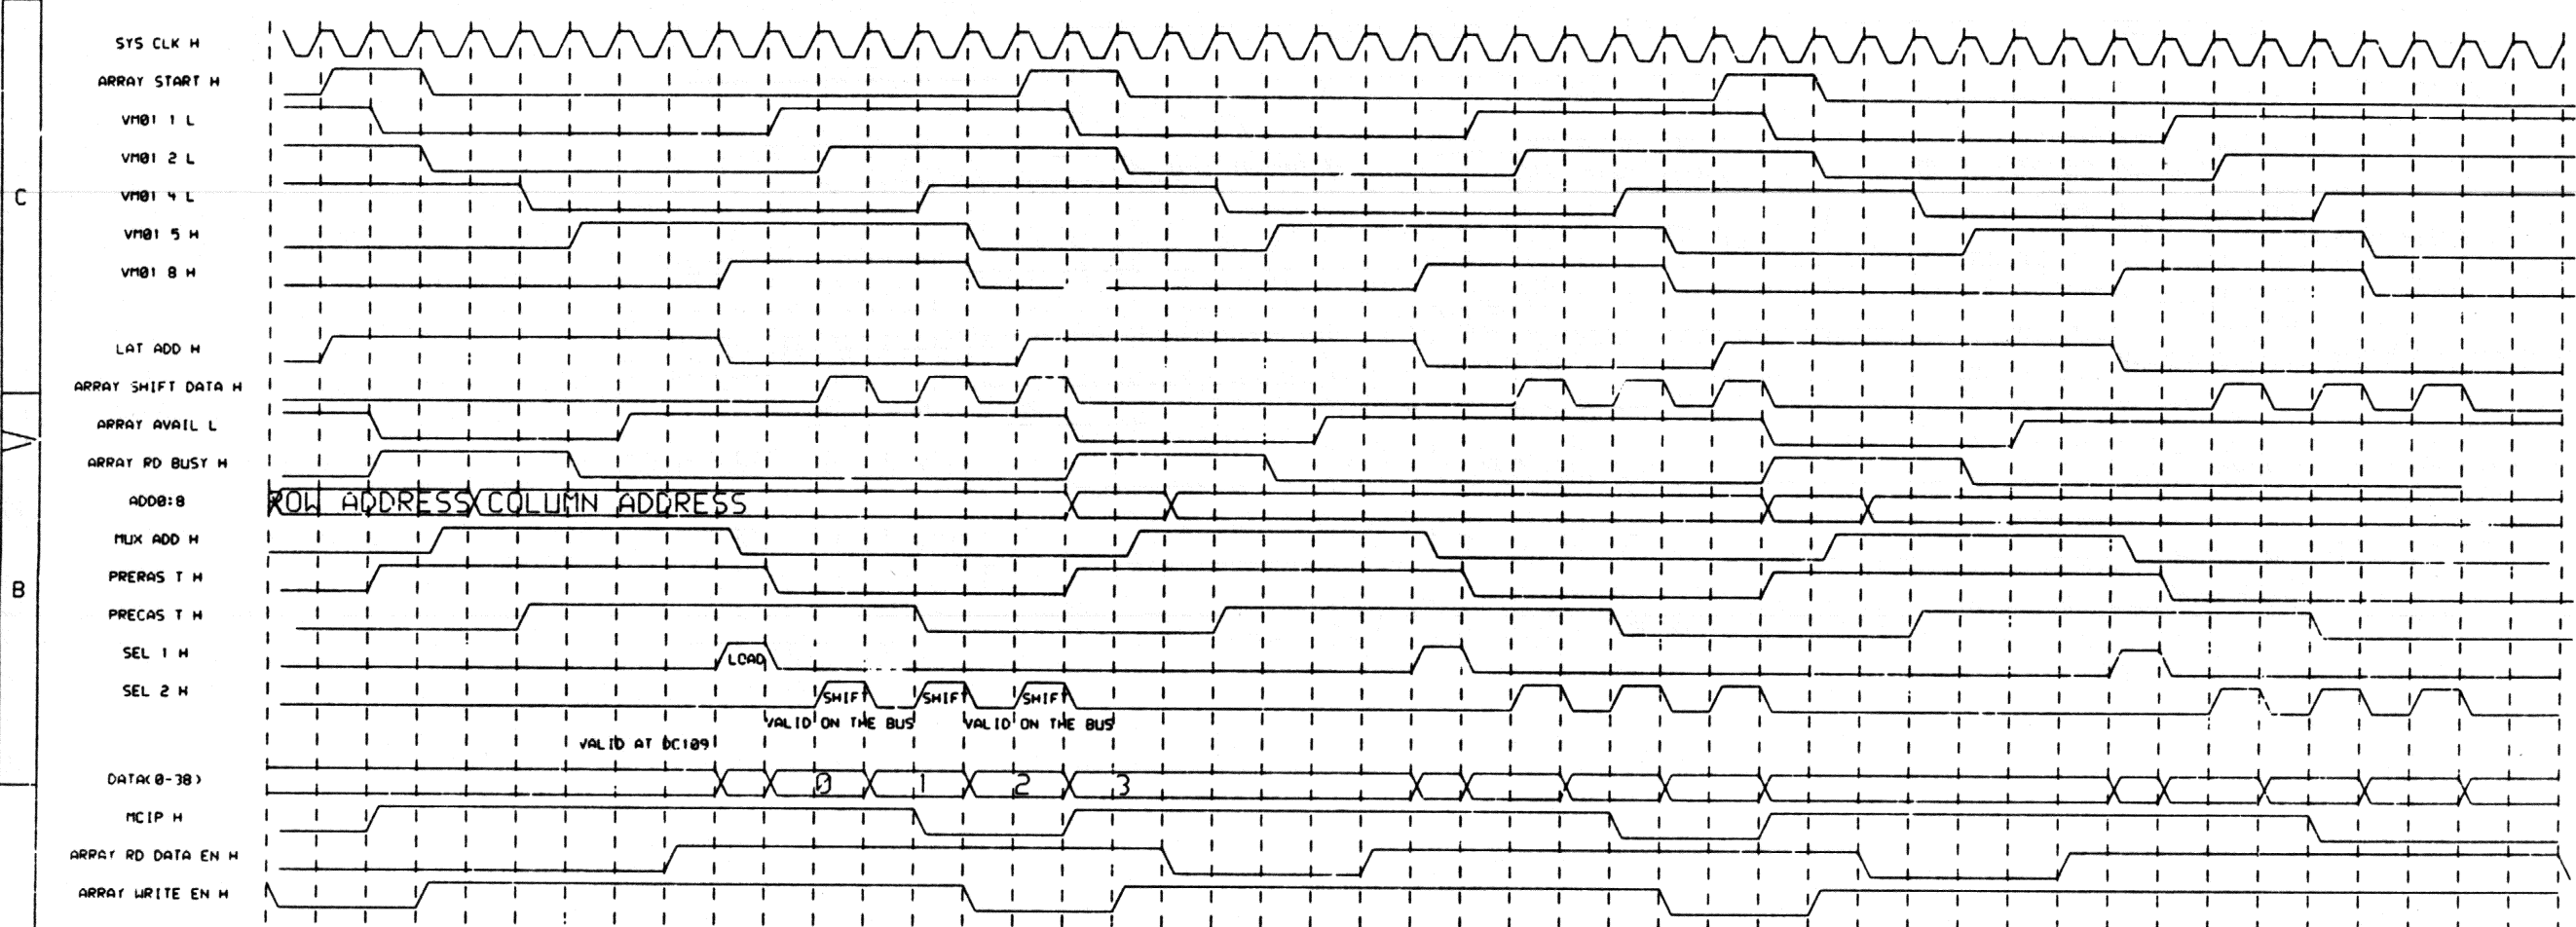 SYS CLK H
ARRAY START H
VM01 1 L
VM01 2 L
C
VM01 4 L
VM01 5 H
VM01 8 H
LAT ADD H
ARRAY SHIFT DATA H
ARRAY AVAIL L
ARRAY RD BUSY H
ADD0:8 ROW ADDRESS COLUMN ADDRESS
MUX ADD H
PRERAS T H
B
PRECAS T H
SEL 1 H LOAD
SEL 2 H SHIFT SHIFT SHIFT
VALID ON THE BUS VALID ON THE BUS
VALID AT DC109
DATA<0-38> 0 1 2 3
MCIP H
ARRAY RD DATA EN H
ARRAY WRITE EN H